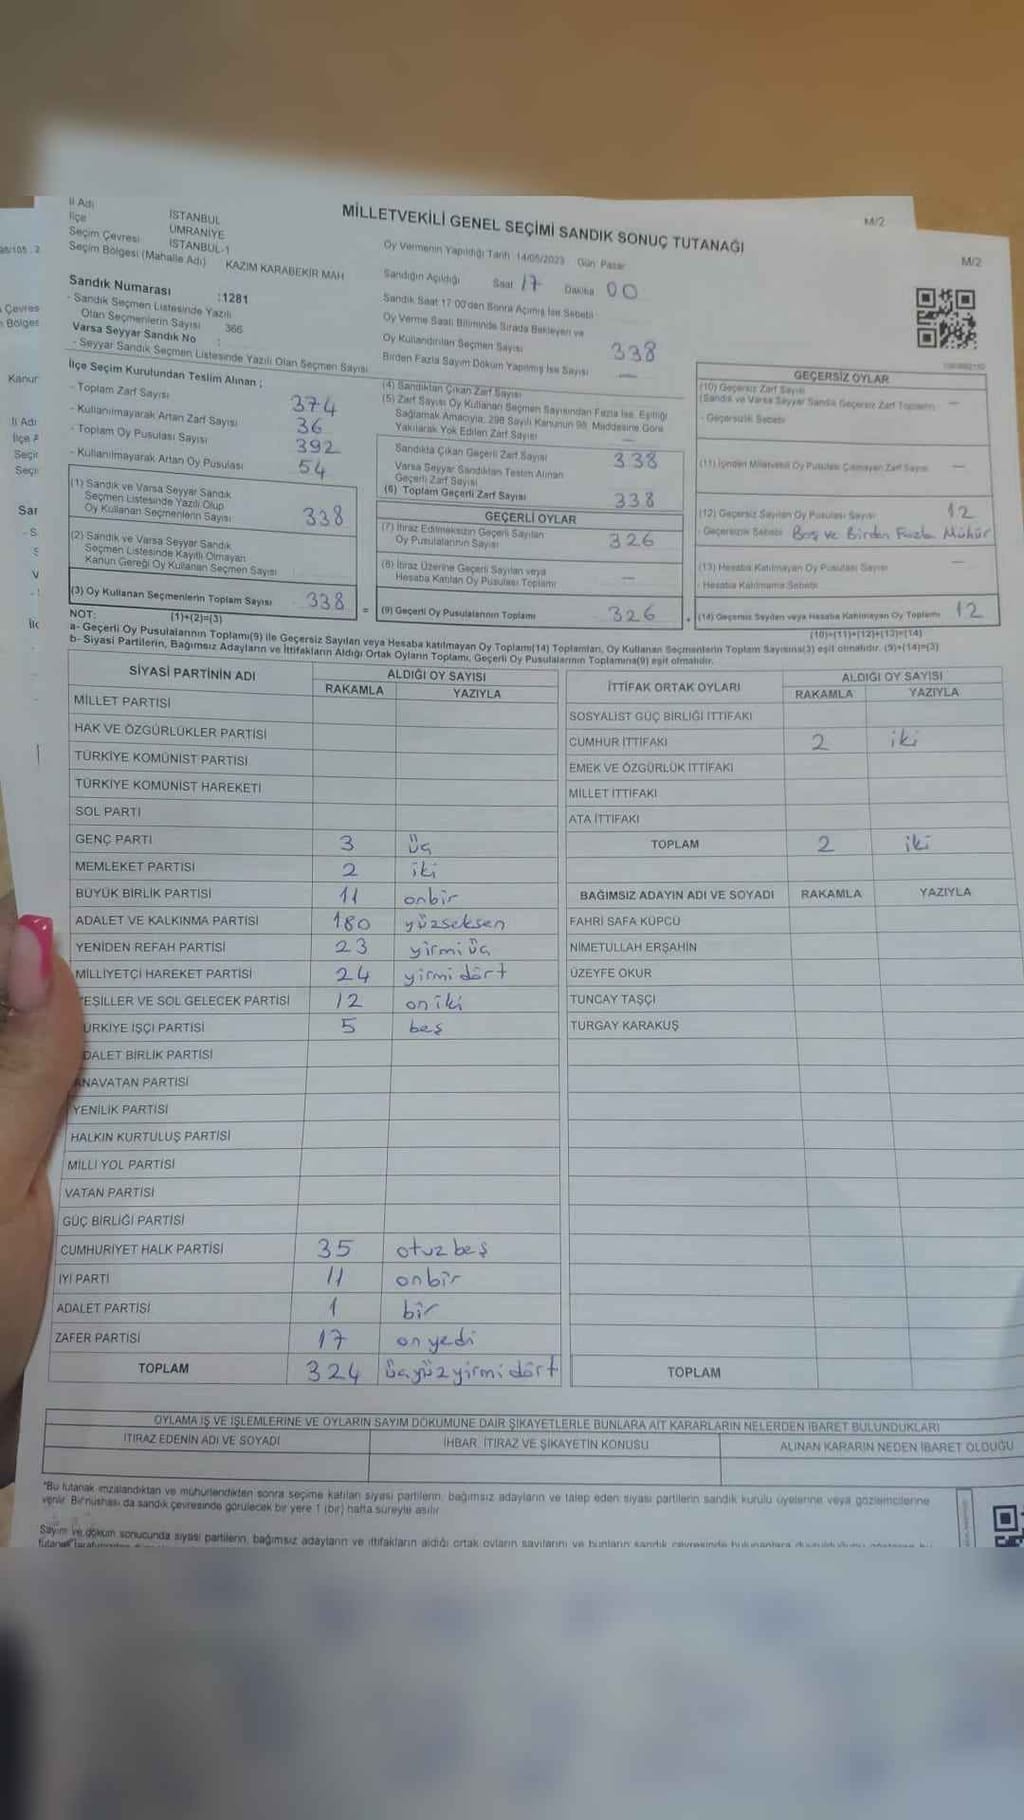 İl Adı
İlçe
Seçim Çevresi
Seçim Bölgesi (Mahalle Adı)
İSTANBUL
ÜMRANİYE
İSTANBUL-1
KAZIM KARABEKİR MAH
MİLLETVEKİLİ GENEL SEÇİMİ SANDIK SONUÇ TUTANAĞI
M/2
M/2
Oy Vermenin Yapıldığı Tarih 14/05/2023 Gün: Pazar
Sandığın Açıldığı Saat 17 Dakika 00
Sandık Saat 17:00'den Sonra Açılmış İse Sebebi
Oy Verme Saati Bitiminde Sırada Bekleyen ve
Oy Kullandırılan Seçmen Sayısı 338
Birden Fazla Sayım Döküm Yapılmış İse Sayısı —
Sandık Numarası :1281
- Sandık Seçmen Listesinde Yazılı
Olan Seçmenlerin Sayısı 366
Varsa Seyyar Sandık No :
- Seyyar Sandık Seçmen Listesinde Yazılı Olan Seçmen Sayısı
İlçe Seçim Kurulundan Teslim Alınan ;
- Toplam Zarf Sayısı 374
- Kullanılmayarak Artan Zarf Sayısı 36
- Toplam Oy Pusulası Sayısı 392
- Kullanılmayarak Artan Oy Pusulası 54
(1) Sandık ve Varsa Seyyar Sandık
Seçmen Listesinde Yazılı Olup
Oy Kullanan Seçmenlerin Sayısı 338
(2) Sandık ve Varsa Seyyar Sandık
Seçmen Listesinde Kayıtlı Olmayan
Kanun Gereği Oy Kullanan Seçmen Sayısı
(3) Oy Kullanan Seçmenlerin Toplam Sayısı 338
(4) Sandıktan Çıkan Zarf Sayısı
(5) Zarf Sayısı Oy Kullanan Seçmen Sayısından Fazla İse, Eşitliği
Sağlamak Amacıyla, 298 Sayılı Kanunun 98. Maddesine Göre
Yakılarak Yok Edilen Zarf Sayısı —
Sandıkta Çıkan Geçerli Zarf Sayısı 338
Varsa Seyyar Sandıktan Teslim Alınan
Geçerli Zarf Sayısı
(6) Toplam Geçerli Zarf Sayısı 338
GEÇERLİ OYLAR
(7) İtiraz Edilmeksizin Geçerli Sayılan
Oy Pusulalarının Sayısı 326
(8) İtiraz Üzerine Geçerli Sayılan veya
Hesaba Katılan Oy Pusulası Toplamı —
= (9) Geçerli Oy Pusulalarının Toplamı 326
GEÇERSİZ OYLAR
(10) Geçersiz Zarf Sayısı
(Sandık ve Varsa Seyyar Sandık Geçersiz Zarf Toplamı) —
- Geçersizlik Sebebi
(11) İçinden Milletvekili Oy Pusulası Çıkmayan Zarf Sayısı —
(12) Geçersiz Sayılan Oy Pusulası Sayısı 12
- Geçersizlik Sebebi Boş ve Birden Fazla Mühür
(13) Hesaba Katılmayan Oy Pusulası Sayısı —
- Hesaba Katılmama Sebebi
(14) Geçersiz Sayılan veya Hesaba Katılmayan Oy Toplamı 12
NOT: (1)+(2)=(3)
(10)+(11)+(12)+(13)=(14)
a- Geçerli Oy Pusulalarının Toplamı(9) ile Geçersiz Sayılan veya Hesaba katılmayan Oy Toplamı(14) Toplamları, Oy Kullanan Seçmenlerin Toplam Sayısına(3) eşit olmalıdır. (9)+(14)=(3)
b- Siyasi Partilerin, Bağımsız Adayların ve İttifakların Aldığı Ortak Oyların Toplamı, Geçerli Oy Pusulalarının Toplamına(9) eşit olmalıdır.
SİYASİ PARTİNİN ADI
ALDIĞI OY SAYISI
RAKAMLA YAZIYLA
MİLLET PARTİSİ
HAK VE ÖZGÜRLÜKLER PARTİSİ
TÜRKİYE KOMÜNİST PARTİSİ
TÜRKİYE KOMÜNİST HAREKETİ
SOL PARTİ
GENÇ PARTİ 3 üç
MEMLEKET PARTİSİ 2 iki
BÜYÜK BİRLİK PARTİSİ 11 onbir
ADALET VE KALKINMA PARTİSİ 180 yüzseksen
YENİDEN REFAH PARTİSİ 23 yirmi üç
MİLLİYETÇİ HAREKET PARTİSİ 24 yirmi dört
EŞİLLER VE SOL GELECEK PARTİSİ 12 on iki
ÜRKİYE İŞÇİ PARTİSİ 5 beş
DALET BİRLİK PARTİSİ
ANAVATAN PARTİSİ
YENİLİK PARTİSİ
HALKIN KURTULUŞ PARTİSİ
MİLLİ YOL PARTİSİ
VATAN PARTİSİ
GÜÇ BİRLİĞİ PARTİSİ
CUMHURİYET HALK PARTİSİ 35 otuz beş
İYİ PARTİ 11 onbir
ADALET PARTİSİ 1 bir
ZAFER PARTİSİ 17 on yedi
TOPLAM 324 üçyüz yirmi dört
İTTİFAK ORTAK OYLARI
ALDIĞI OY SAYISI
RAKAMLA YAZIYLA
SOSYALİST GÜÇ BİRLİĞİ İTTİFAKI
CUMHUR İTTİFAKI 2 iki
EMEK VE ÖZGÜRLÜK İTTİFAKI
MİLLET İTTİFAKI
ATA İTTİFAKI
TOPLAM 2 iki
BAĞIMSIZ ADAYIN ADI VE SOYADI RAKAMLA YAZIYLA
FAHRİ SAFA KÜPCÜ
NİMETULLAH ERŞAHİN
ÜZEYFE OKUR
TUNCAY TAŞÇI
TURGAY KARAKUŞ
TOPLAM
OYLAMA İŞ VE İŞLEMLERİNE VE OYLARIN SAYIM DÖKÜMÜNE DAİR ŞİKAYETLERLE BUNLARA AİT KARARLARIN NELERDEN İBARET BULUNDUKLARI
İTİRAZ EDENİN ADI VE SOYADI
İHBAR, İTİRAZ VE ŞİKAYETİN KONUSU
ALINAN KARARIN NEDEN İBARET OLDUĞU
"Bu tutanak imzalandıktan ve mühürlendikten sonra seçime katılan siyasi partilerin, bağımsız adayların ve talep eden siyasi partilerin sandık kurulu üyelerine veya gözlemcilerine
verilir. Bir nüshası da sandık çevresinde görülecek bir yere 1 (bir) hafta süreyle asılır.
Sayım ve döküm sonucunda siyasi partilerin, bağımsız adayların ve ittifakların aldığı ortak oyların sayılarını ve bunların sandık çevresinde